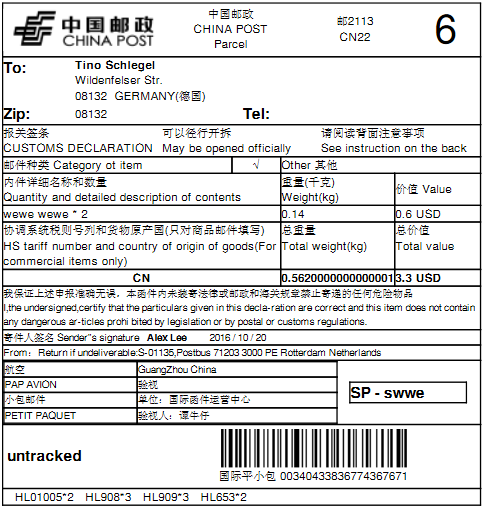 中国邮政
CHINA POST
中国邮政
CHINA POST
Parcel
邮2113
CN22
6
To:
Tino Schlegel
Wildenfelser Str.
08132 GERMANY(德国)
Zip:
08132
Tel:
报关签条
可以径行开拆
请阅读背面注意事项
CUSTOMS DECLARATION
May be opened officially
See instruction on the back
邮件种类 Category ot item
√
Other 其他
内件详细名称和数量
Quantity and detailed description of contents
重量(千克)
Weight(kg)
价值 Value
wewe wewe * 2
0.14
0.6 USD
协调系统税则号列和货物原产国(只对商品邮件填写)
HS tariff number and country of origin of goods(For
commercial items only)
总重量
Total weight(kg)
总价值
Total value
CN
0.5620000000000001
3.3 USD
我保证上述申报准确无误，本函件内未装寄法律或邮政和海关规章禁止寄递的任何危险物品
I,the undersigned,certify that the particulars given in this decla-ration are correct and this item does not contain
any dangerous ar-ticles prohi bited by legislation or by postal or customs regulations.
寄件人签名 Sender"s signature Alex Lee 2016 / 10 / 20
From：Return if undeliverable:S-01135,Postbus 71203 3000 PE Rotterdam Netherlands
航空
GuangZhou China
PAP AVION
验视
小包邮件
单位：国际函件运营中心
PETIT PAQUET
验视人：谭牛仔
SP - swwe
untracked
国际平小包 00340433836774367671
HL01005*2 HL908*3 HL909*3 HL653*2